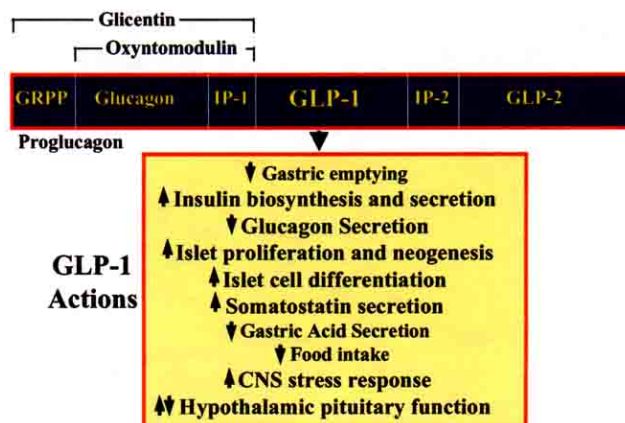 Glicentin
Oxyntomodulin
GRPP Glucagon IP-1 GLP-1 IP-2 GLP-2
Proglucagon
GLP-1
Actions
Gastric emptying
Insulin biosynthesis and secretion
Glucagon Secretion
Islet proliferation and neogenesis
Islet cell differentiation
Somatostatin secretion
Gastric Acid Secretion
Food intake
CNS stress response
Hypothalamic pituitary function